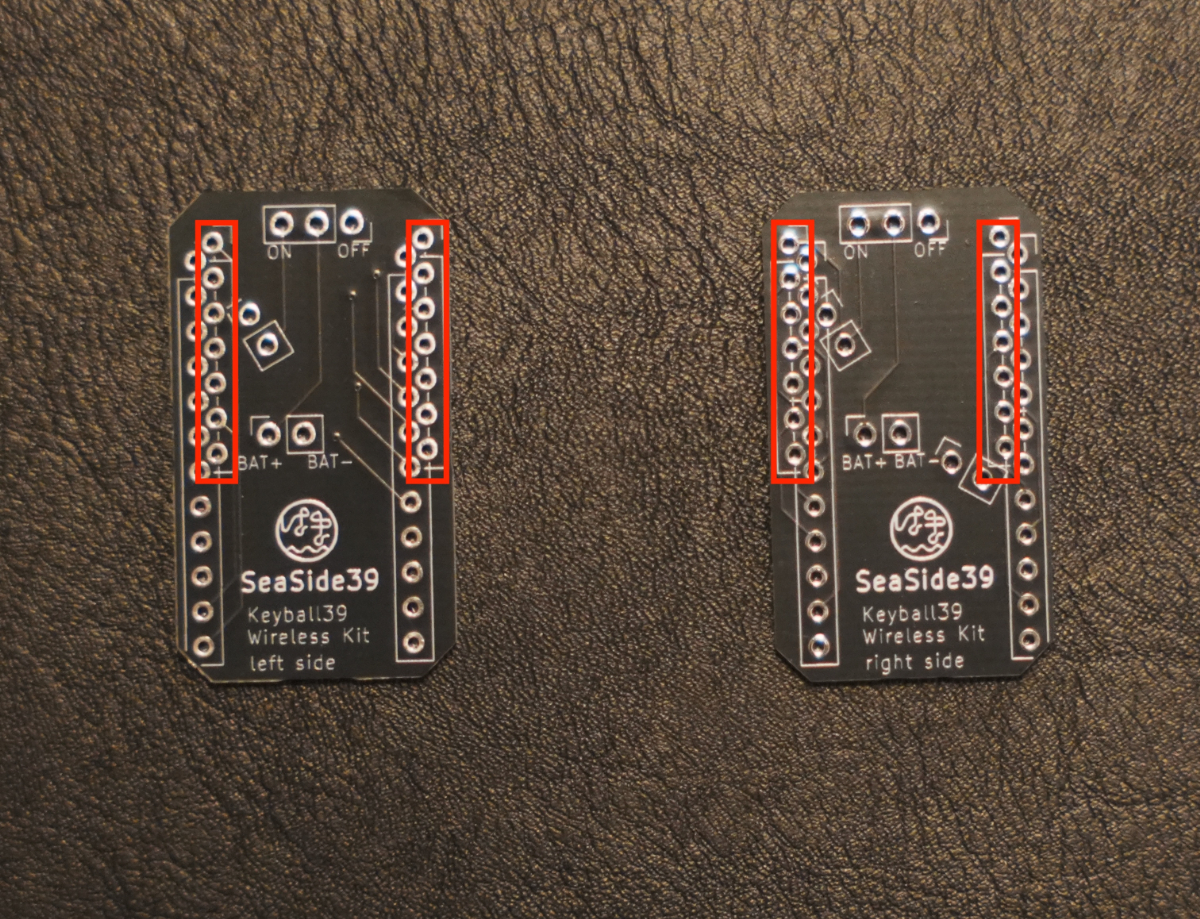 ON OFF
BAT+ BAT-
SeaSide39
Keyball39
Wireless Kit
left side
ON OFF
BAT+ BAT-
SeaSide39
Keyball39
Wireless Kit
right side